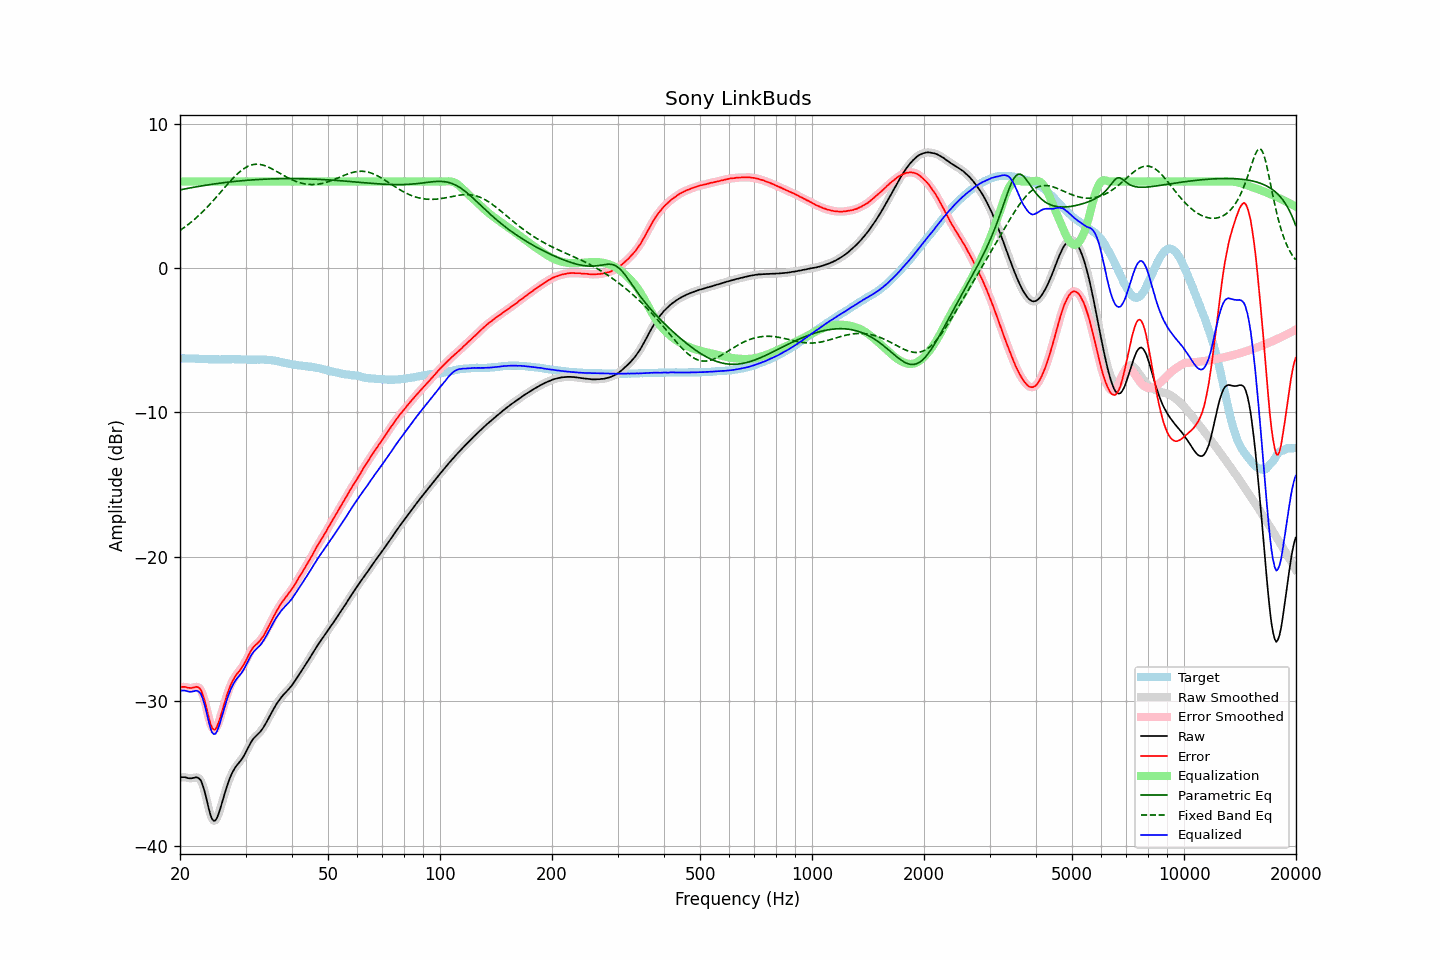 Sony LinkBuds
10
0
−10
−20
−30
−40
Amplitude (dBr)
20
50
100
200
500
1000
2000
5000
10000
20000
Frequency (Hz)
Target
Raw Smoothed
Error Smoothed
Raw
Error
Equalization
Parametric Eq
Fixed Band Eq
Equalized